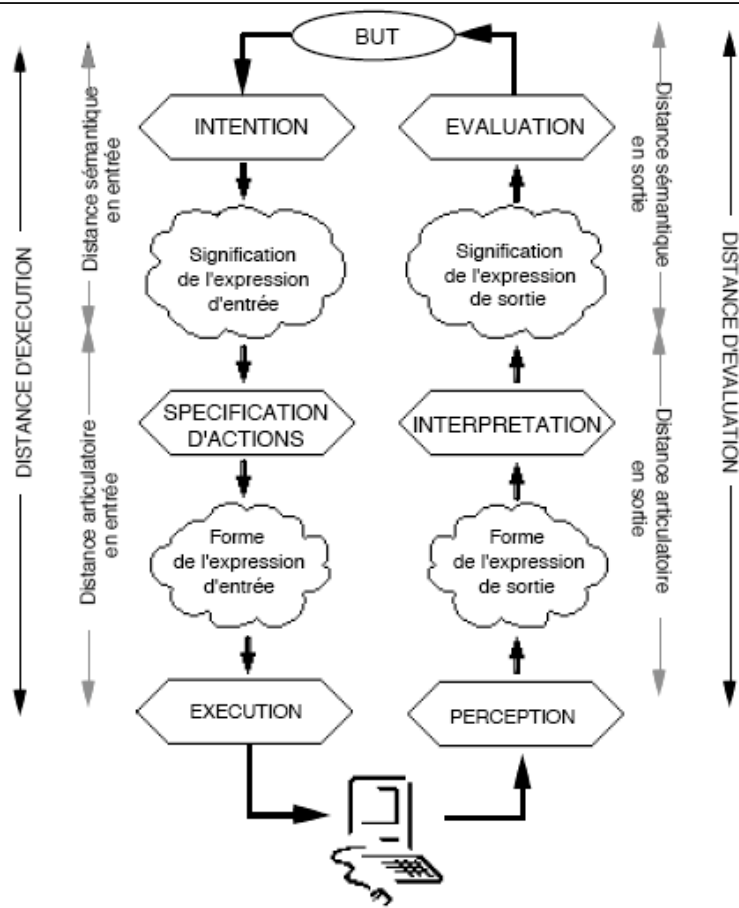 BUT
INTENTION
EVALUATION
Signification
de l'expression
d'entrée
Signification
de l'expression
de sortie
SPECIFICATION
D'ACTIONS
INTERPRETATION
Forme
de l'expression
d'entrée
Forme
de l'expression
de sortie
EXECUTION
PERCEPTION
DISTANCE D'EXECUTION
Distance sémantique
en entrée
Distance articulatoire
en entrée
Distance sémantique
en sortie
Distance articulatoire
en sortie
DISTANCE D'EVALUATION